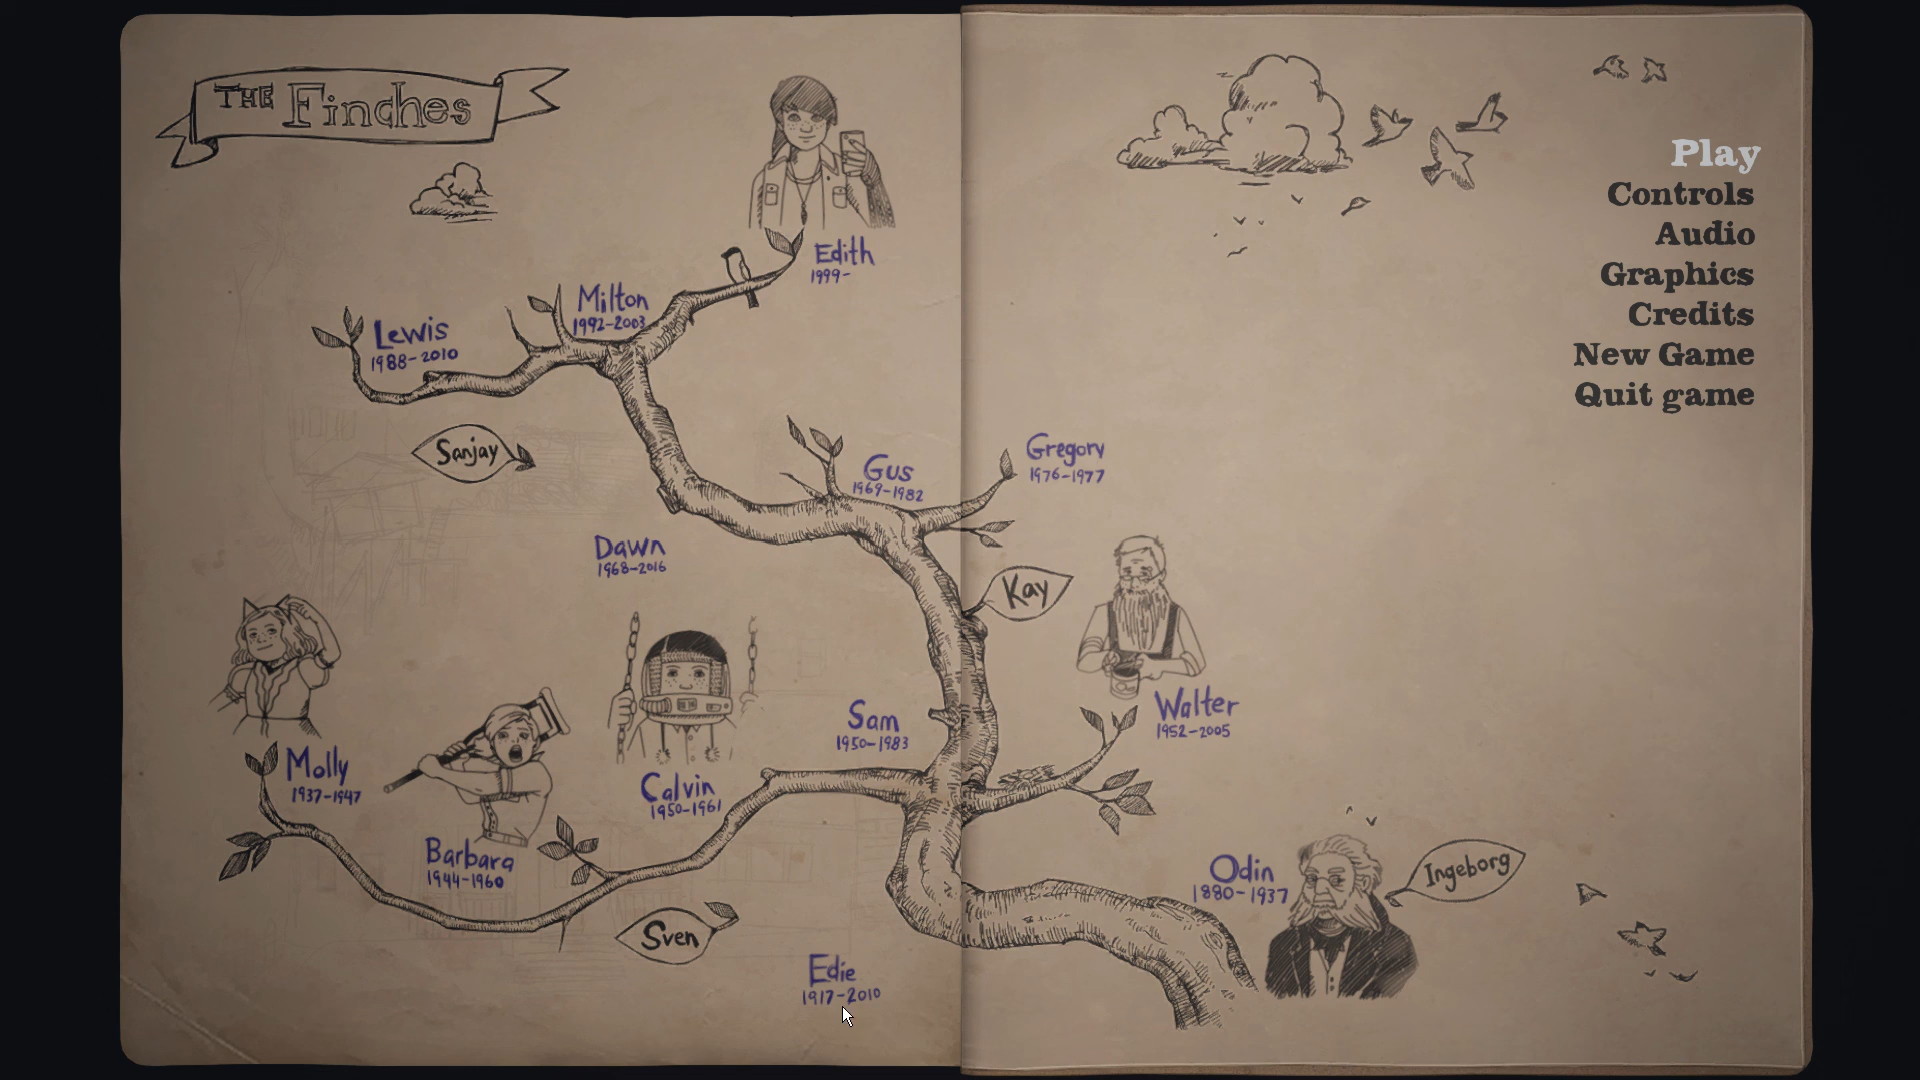 THE Finches
Edith
1999-
Milton
1992-2003
Lewis
1988-2010
Sanjay
Gus
1969-1982
Gregory
1976-1977
Dawn
1968-2016
Kay
Walter
1952-2005
Sam
1950-1983
Calvin
1950-1961
Molly
1937-1947
Barbara
1944-1960
Sven
Edie
1917-2010
Odin
1880-1937
Ingeborg
Play
Controls
Audio
Graphics
Credits
New Game
Quit game